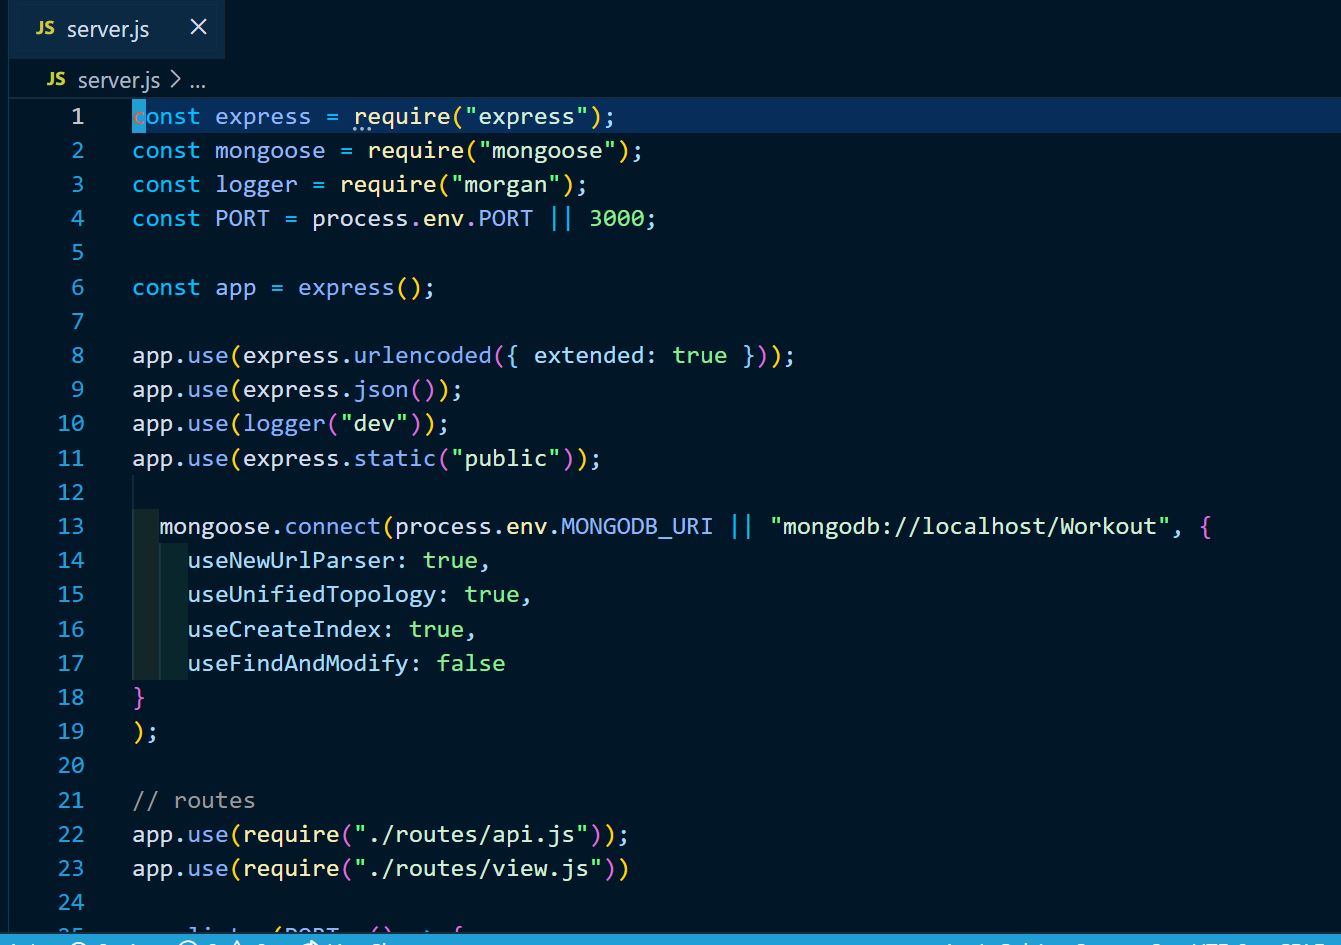 JS server.js ×
JS server.js > ...
1 const express = require("express");
2 const mongoose = require("mongoose");
3 const logger = require("morgan");
4 const PORT = process.env.PORT || 3000;
5
6 const app = express();
7
8 app.use(express.urlencoded({ extended: true }));
9 app.use(express.json());
10 app.use(logger("dev"));
11 app.use(express.static("public"));
12
13 mongoose.connect(process.env.MONGODB_URI || "mongodb://localhost/Workout", {
14 useNewUrlParser: true,
15 useUnifiedTopology: true,
16 useCreateIndex: true,
17 useFindAndModify: false
18 }
19 );
20
21 // routes
22 app.use(require("./routes/api.js"));
23 app.use(require("./routes/view.js"))
24